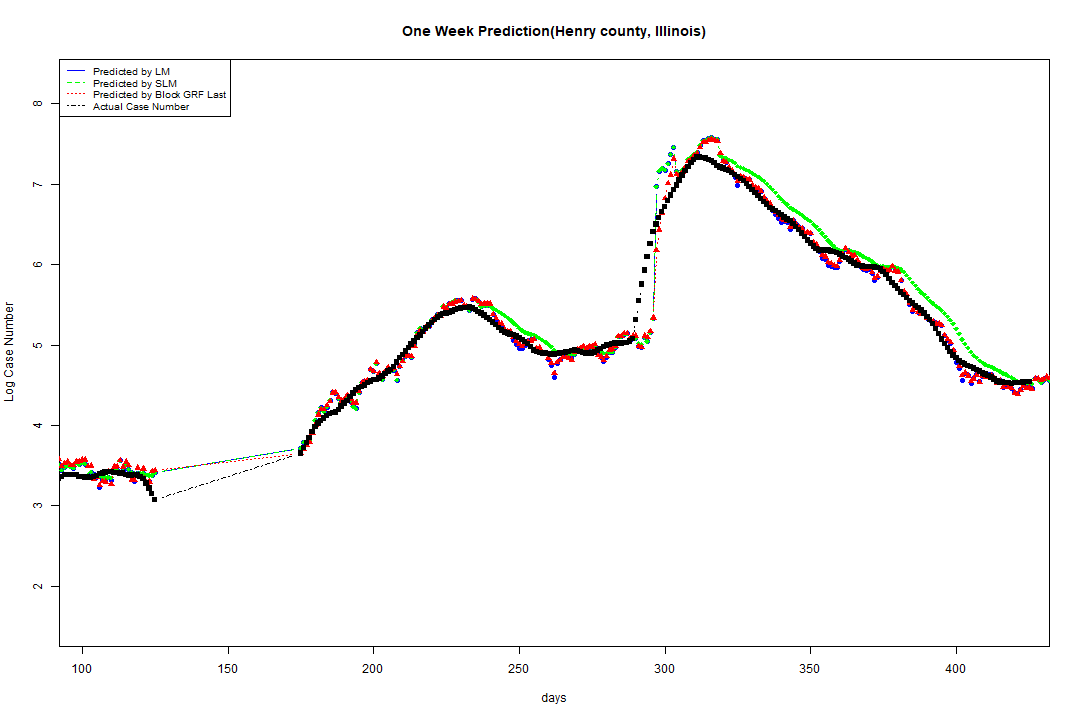 One Week Prediction(Henry county, Illinois)
Predicted by LM
Predicted by SLM
Predicted by Block GRF Last
Actual Case Number
8
7
6
5
4
3
2
Log Case Number
100 150 200 250 300 350 400
days